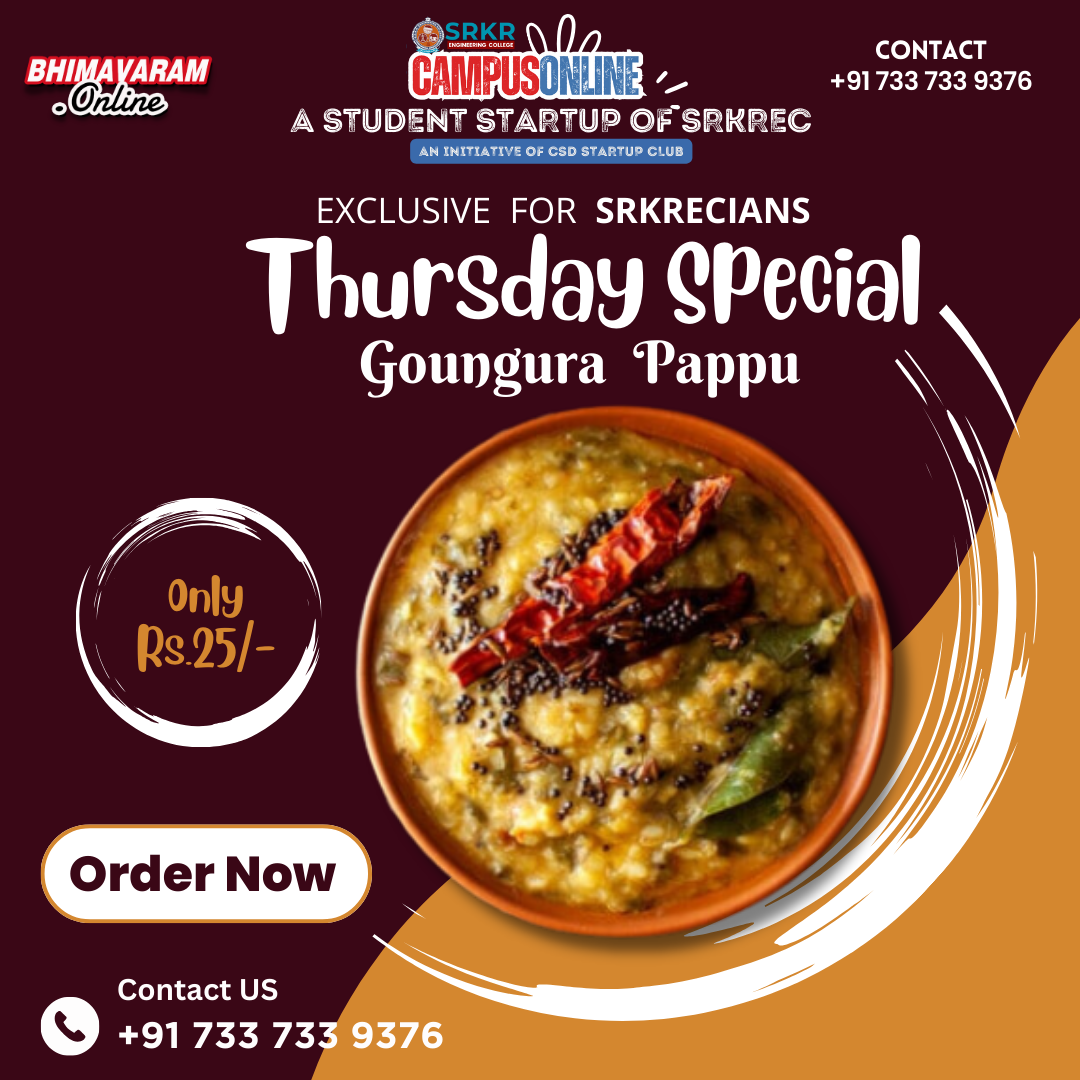 BHIMAVARAM
.Online
SRKR
ENGINEERING COLLEGE
CAMPUSONLINE
A STUDENT STARTUP OF SRKREC
AN INITIATIVE OF CSD STARTUP CLUB
CONTACT
+91 733 733 9376
EXCLUSIVE FOR SRKRECIANS
Thursday Special
Goungura Pappu
Only
Rs.25/-
Order Now
Contact US
+91 733 733 9376